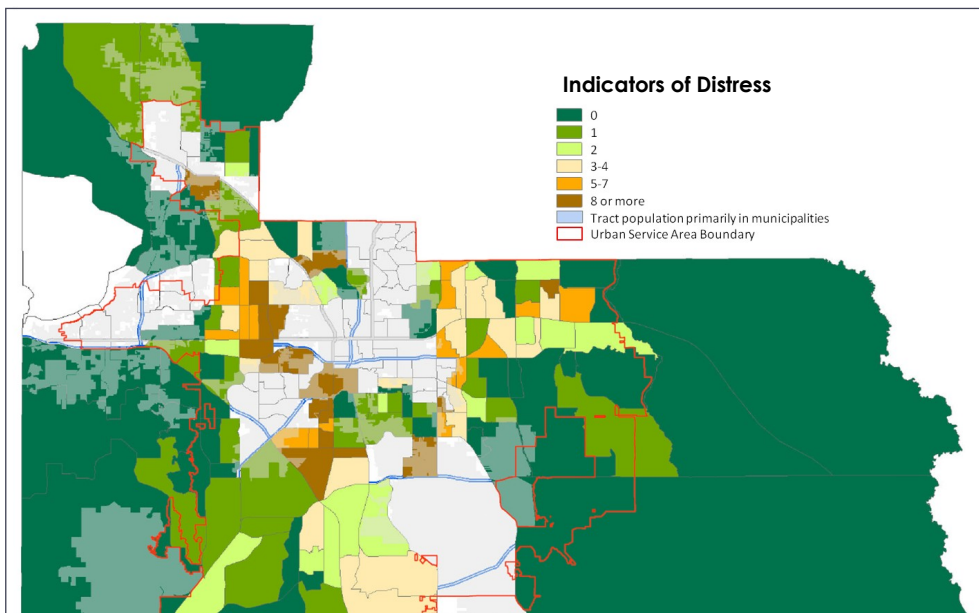 Indicators of Distress
0
1
2
3-4
5-7
8 or more
Tract population primarily in municipalities
Urban Service Area Boundary